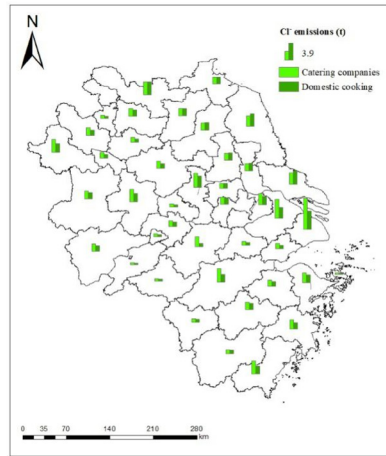 N
Cl⁻ emissions (t)
3.9
Catering companies
Domestic cooking
0 35 70 140 210 280
km